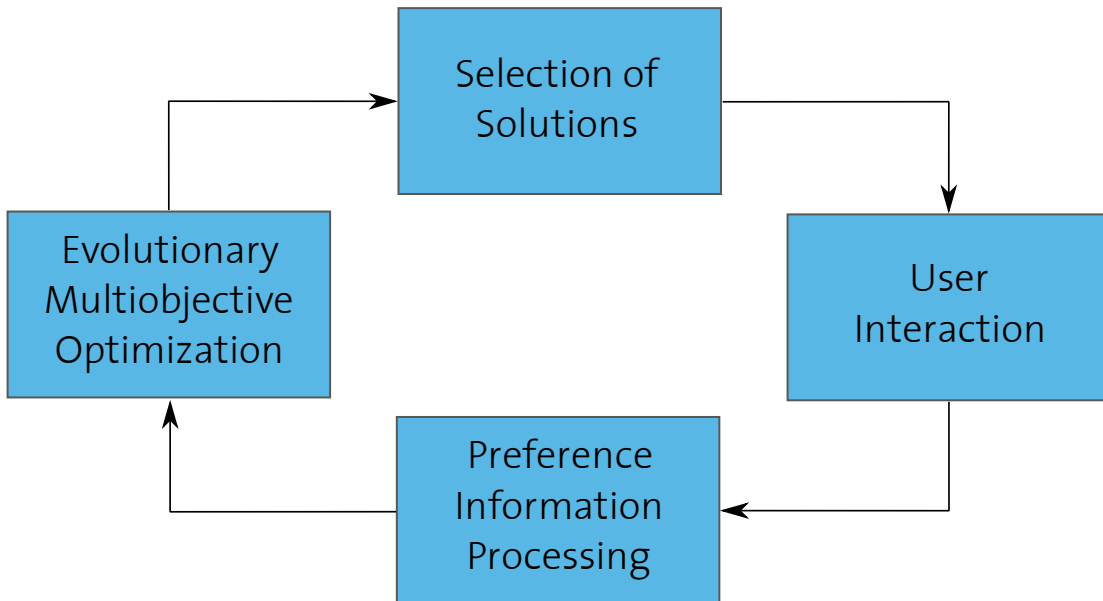 Selection of
Solutions
Evolutionary
Multiobjective
Optimization
User
Interaction
Preference
Information
Processing